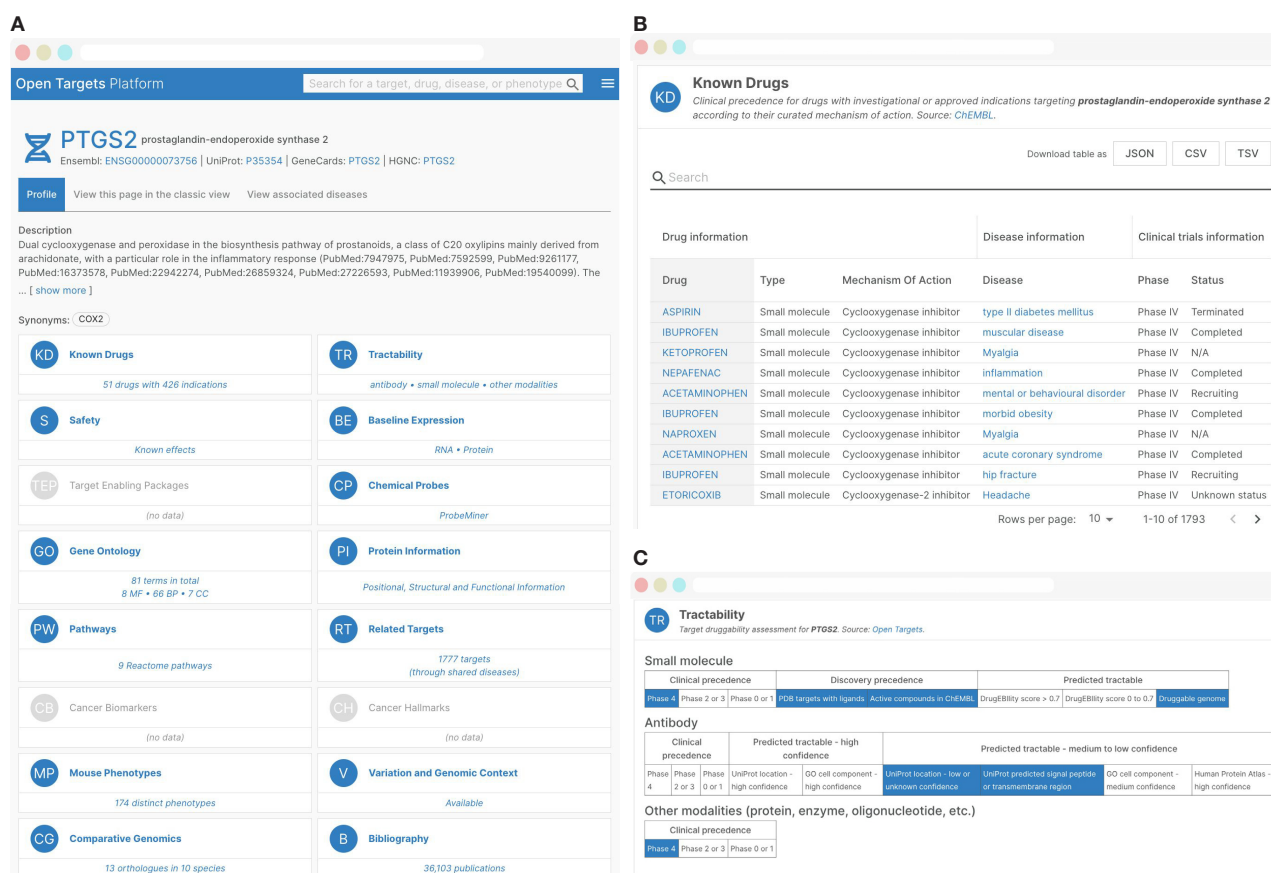 A
Open Targets Platform
Search for a target, drug, disease, or phenotype
PTGS2 prostaglandin-endoperoxide synthase 2
Ensembl: ENSG00000073756 | UniProt: P35354 | GeneCards: PTGS2 | HGNC: PTGS2
Profile View this page in the classic view View associated diseases
Description
Dual cyclooxygenase and peroxidase in the biosynthesis pathway of prostanoids, a class of C20 oxylipins mainly derived from
arachidonate, with a particular role in the inflammatory response (PubMed:7947975, PubMed:7592599, PubMed:9261177,
PubMed:16373578, PubMed:22942274, PubMed:26859324, PubMed:27226593, PubMed:11939906, PubMed:19540099). The
... [ show more ]
Synonyms: COX2
KD Known Drugs
51 drugs with 426 indications
TR Tractability
antibody • small molecule • other modalities
S Safety
Known effects
BE Baseline Expression
RNA • Protein
TEP Target Enabling Packages
(no data)
CP Chemical Probes
ProbeMiner
GO Gene Ontology
81 terms in total
8 MF • 66 BP • 7 CC
PI Protein Information
Positional, Structural and Functional Information
PW Pathways
9 Reactome pathways
RT Related Targets
1777 targets
(through shared diseases)
CB Cancer Biomarkers
(no data)
CH Cancer Hallmarks
(no data)
MP Mouse Phenotypes
174 distinct phenotypes
V Variation and Genomic Context
Available
CG Comparative Genomics
13 orthologues in 10 species
B Bibliography
36,103 publications
B
KD Known Drugs
Clinical precedence for drugs with investigational or approved indications targeting prostaglandin-endoperoxide synthase 2
according to their curated mechanism of action. Source: ChEMBL.
Download table as JSON CSV TSV
Search
Drug information Disease information Clinical trials information
Drug Type Mechanism Of Action Disease Phase Status
ASPIRIN Small molecule Cyclooxygenase inhibitor type II diabetes mellitus Phase IV Terminated
IBUPROFEN Small molecule Cyclooxygenase inhibitor muscular disease Phase IV Completed
KETOPROFEN Small molecule Cyclooxygenase inhibitor Myalgia Phase IV N/A
NEPAFENAC Small molecule Cyclooxygenase inhibitor inflammation Phase IV Completed
ACETAMINOPHEN Small molecule Cyclooxygenase inhibitor mental or behavioural disorder Phase IV Recruiting
IBUPROFEN Small molecule Cyclooxygenase inhibitor morbid obesity Phase IV Completed
NAPROXEN Small molecule Cyclooxygenase inhibitor Myalgia Phase IV N/A
ACETAMINOPHEN Small molecule Cyclooxygenase inhibitor acute coronary syndrome Phase IV Completed
IBUPROFEN Small molecule Cyclooxygenase inhibitor hip fracture Phase IV Recruiting
ETORICOXIB Small molecule Cyclooxygenase-2 inhibitor Headache Phase IV Unknown status
Rows per page: 10 1-10 of 1793
C
TR Tractability
Target druggability assessment for PTGS2. Source: Open Targets.
Small molecule
Clinical precedence Discovery precedence Predicted tractable
Phase 4 Phase 2 or 3 Phase 0 or 1 PDB targets with ligands Active compounds in ChEMBL DrugEBIlity score > 0.7 DrugEBIlity score 0 to 0.7 Druggable genome
Antibody
Clinical precedence Predicted tractable - high confidence Predicted tractable - medium to low confidence
Phase 4 Phase 2 or 3 Phase 0 or 1 UniProt location - high confidence GO cell component - high confidence UniProt location - low or unknown confidence UniProt predicted signal peptide or transmembrane region GO cell component - medium confidence Human Protein Atlas - high confidence
Other modalities (protein, enzyme, oligonucleotide, etc.)
Clinical precedence
Phase 4 Phase 2 or 3 Phase 0 or 1